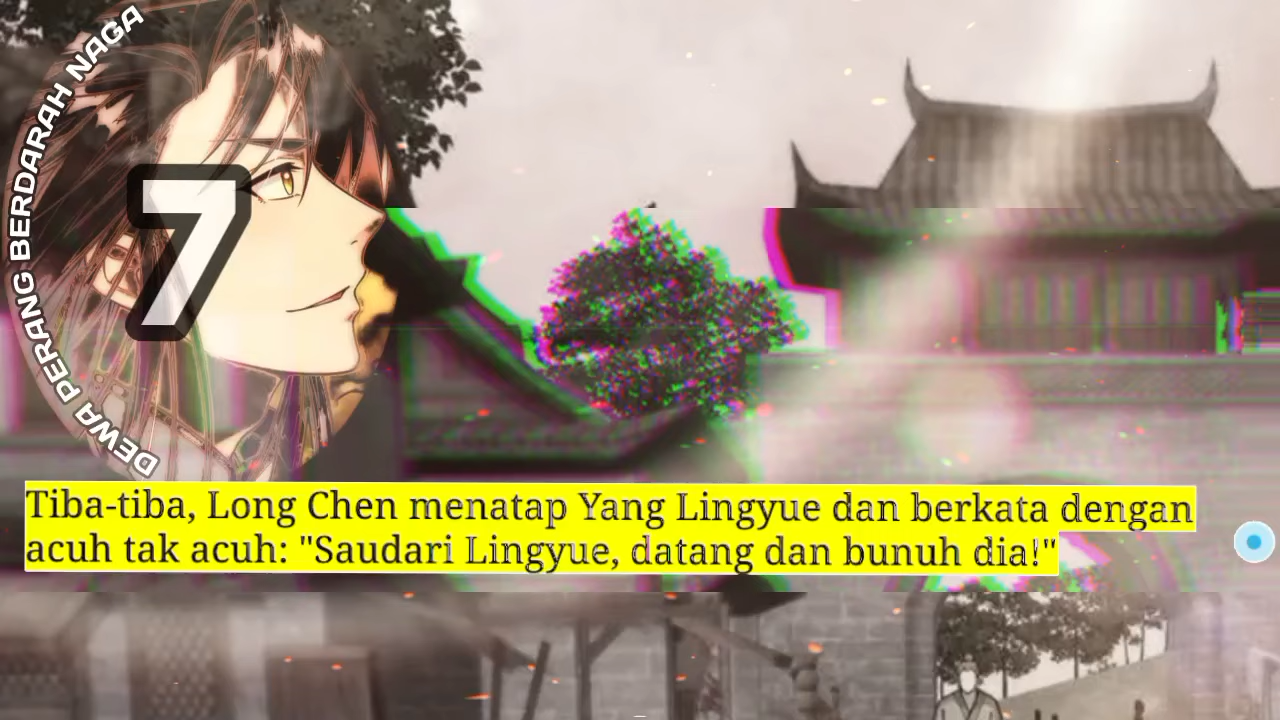 DEWA PERANG BERDARAH NAGA
7
Tiba-tiba, Long Chen menatap Yang Lingyue dan berkata dengan
acuh tak acuh: "Saudari Lingyue, datang dan bunuh dia!"